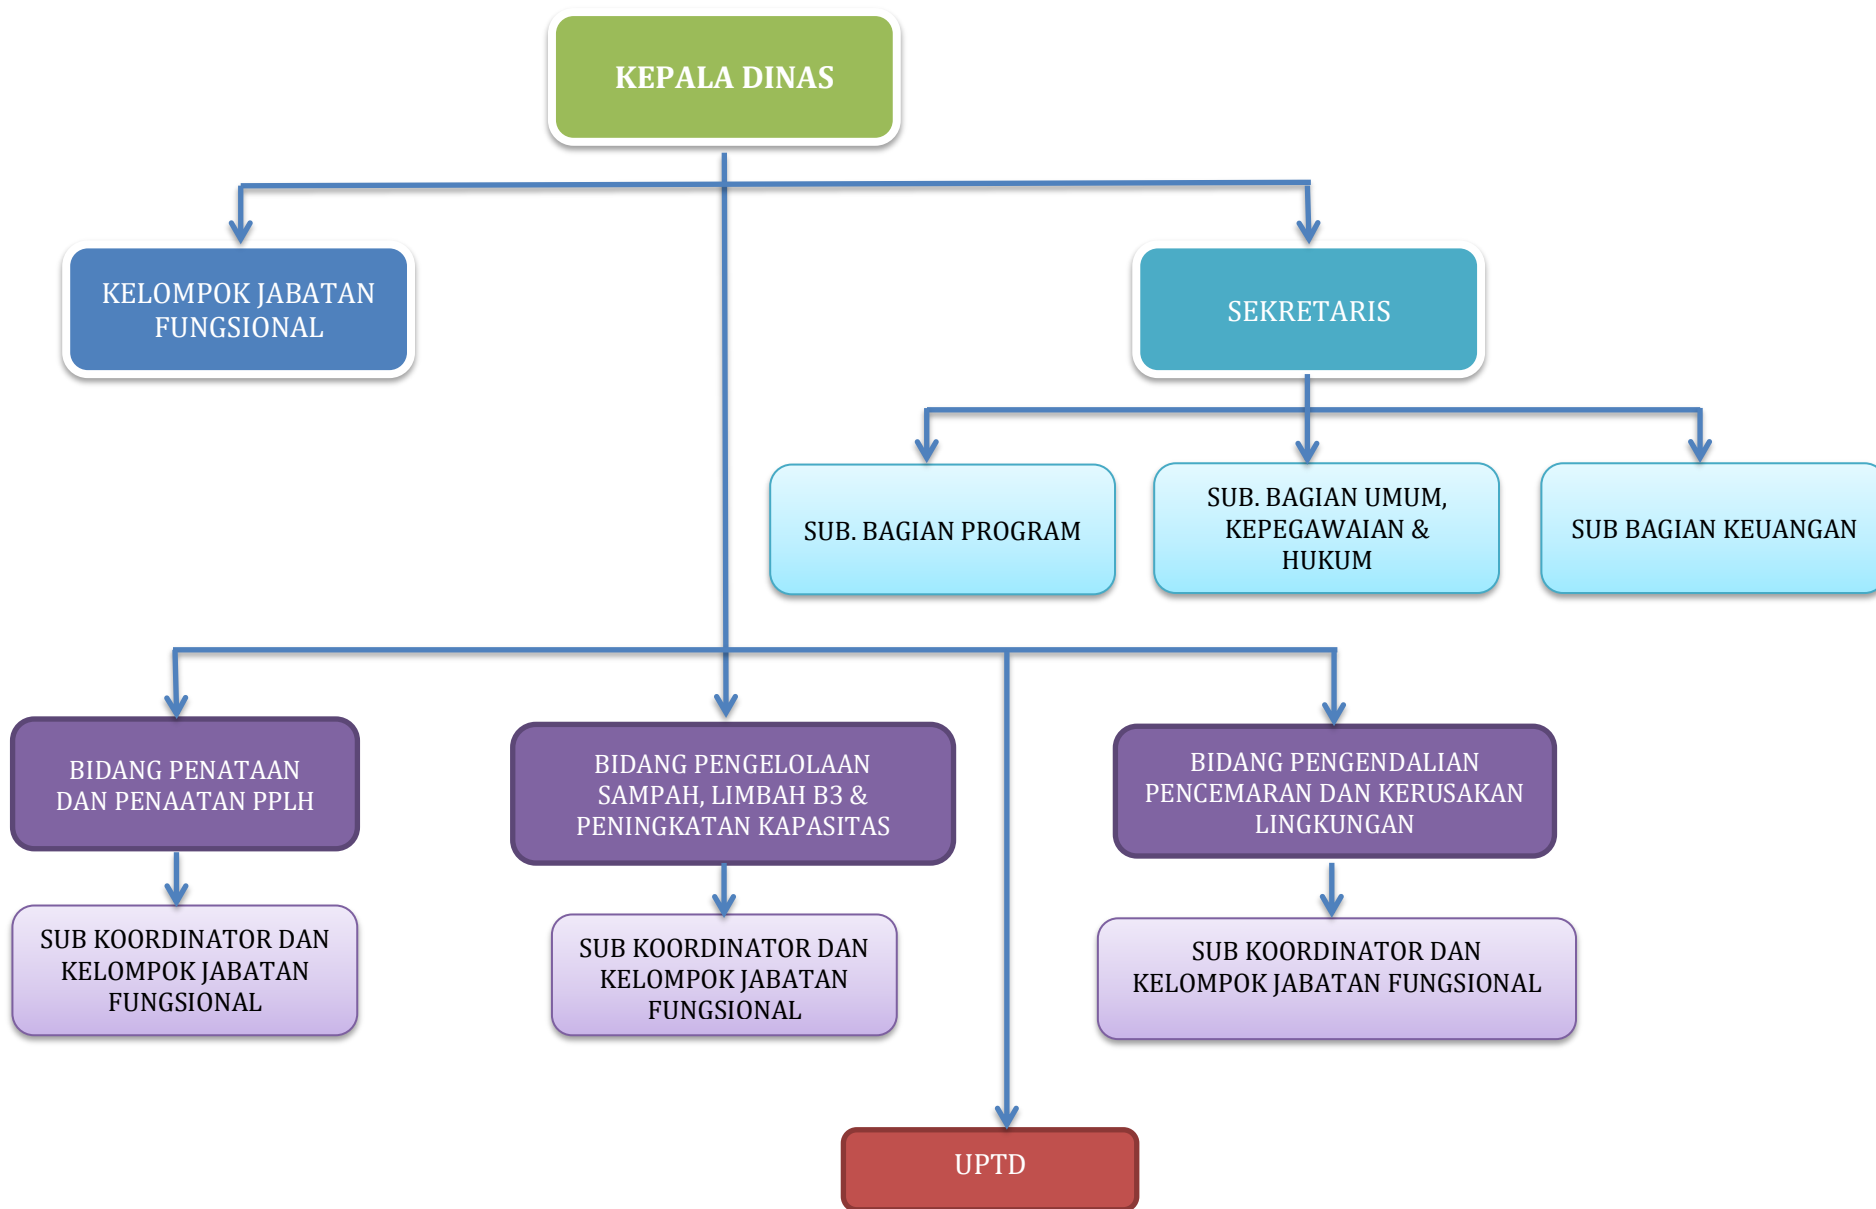 KEPALA DINAS
KELOMPOK JABATAN
FUNGSIONAL
SEKRETARIS
SUB. BAGIAN PROGRAM
SUB. BAGIAN UMUM,
KEPEGAWAIAN &
HUKUM
SUB BAGIAN KEUANGAN
BIDANG PENATAAN
DAN PENAATAN PPLH
BIDANG PENGELOLAAN
SAMPAH, LIMBAH B3 &
PENINGKATAN KAPASITAS
BIDANG PENGENDALIAN
PENCEMARAN DAN KERUSAKAN
LINGKUNGAN
SUB KOORDINATOR DAN
KELOMPOK JABATAN
FUNGSIONAL
SUB KOORDINATOR DAN
KELOMPOK JABATAN
FUNGSIONAL
SUB KOORDINATOR DAN
KELOMPOK JABATAN FUNGSIONAL
UPTD